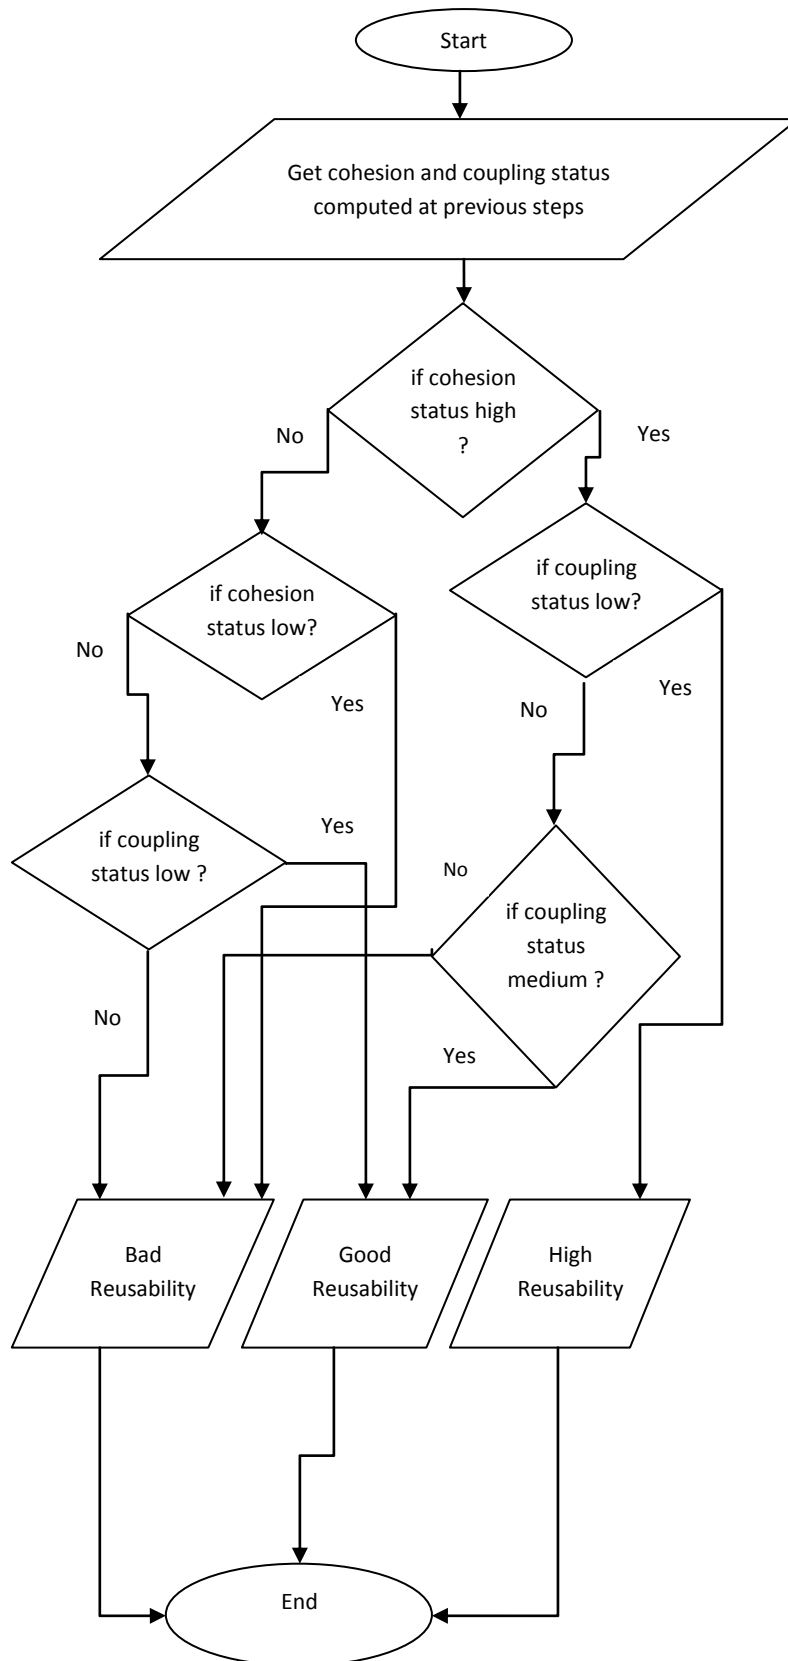 Start
Get cohesion and coupling status
computed at previous steps
if cohesion
status high
?
No
Yes
if cohesion
status low?
if coupling
status low?
No
Yes
Yes
No
if coupling
status low ?
Yes
No
if coupling
status
medium ?
No
Yes
Bad
Reusability
Good
Reusability
High
Reusability
End